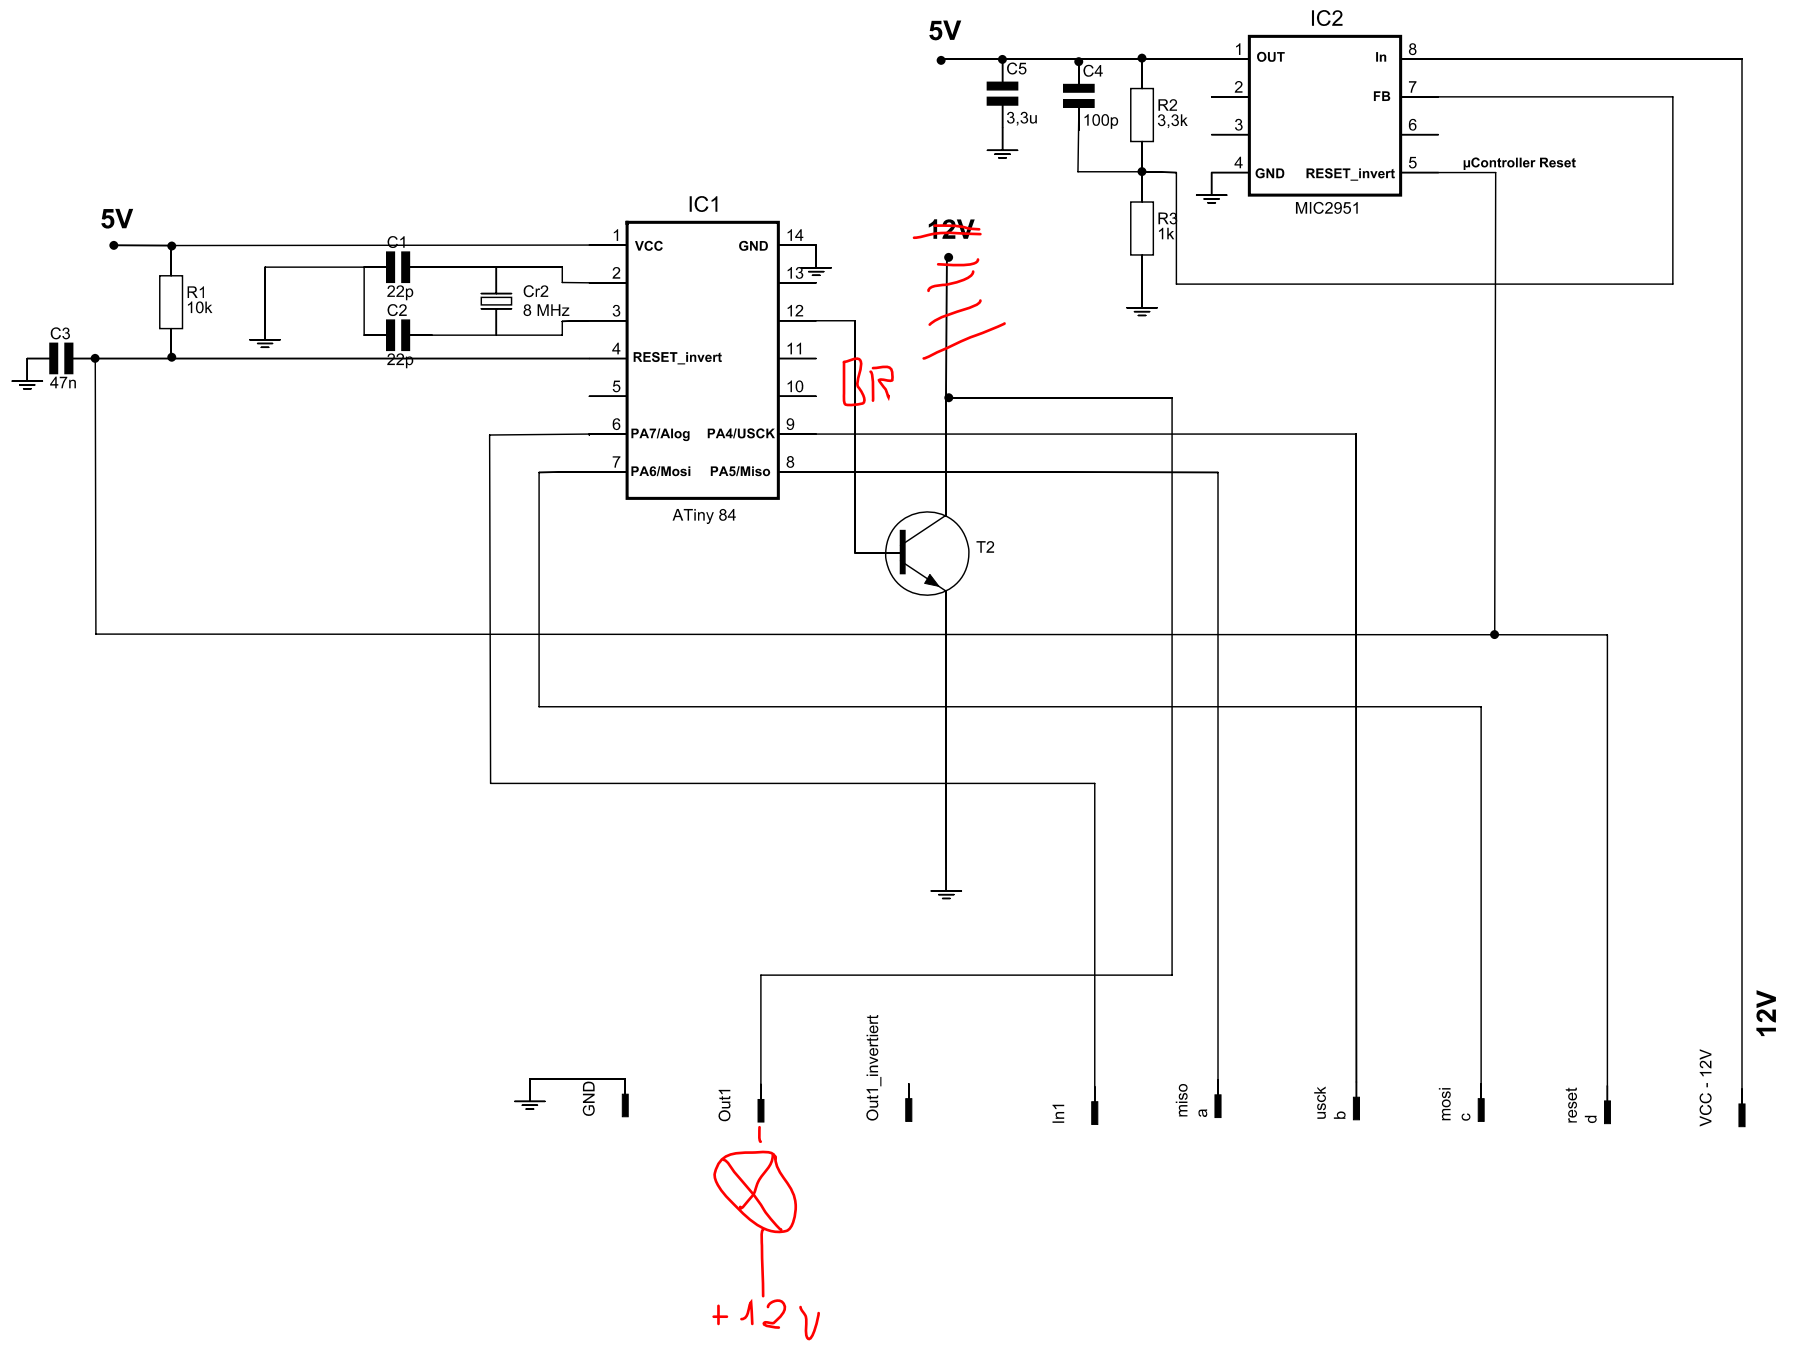 IC2
5V
1 OUT In 8
C5
3,3u
C4
100p
R2
3,3k
2 FB 7
3 6
4 GND RESET_invert 5
µController Reset
MIC2951
R3
1k
12V
IC1
5V
1 VCC GND 14
C1
22p
2 13
R1
10k
Cr2
8 MHz
C2
22p
3 12
C3
47n
4 RESET_invert 11
R
5 10
6 PA7/Alog PA4/USCK 9
7 PA6/Mosi PA5/Miso 8
ATiny 84
T2
12V
GND
Out1
Out1_invertiert
In1
miso
a
usck
b
mosi
c
reset
d
VCC - 12V
+12V